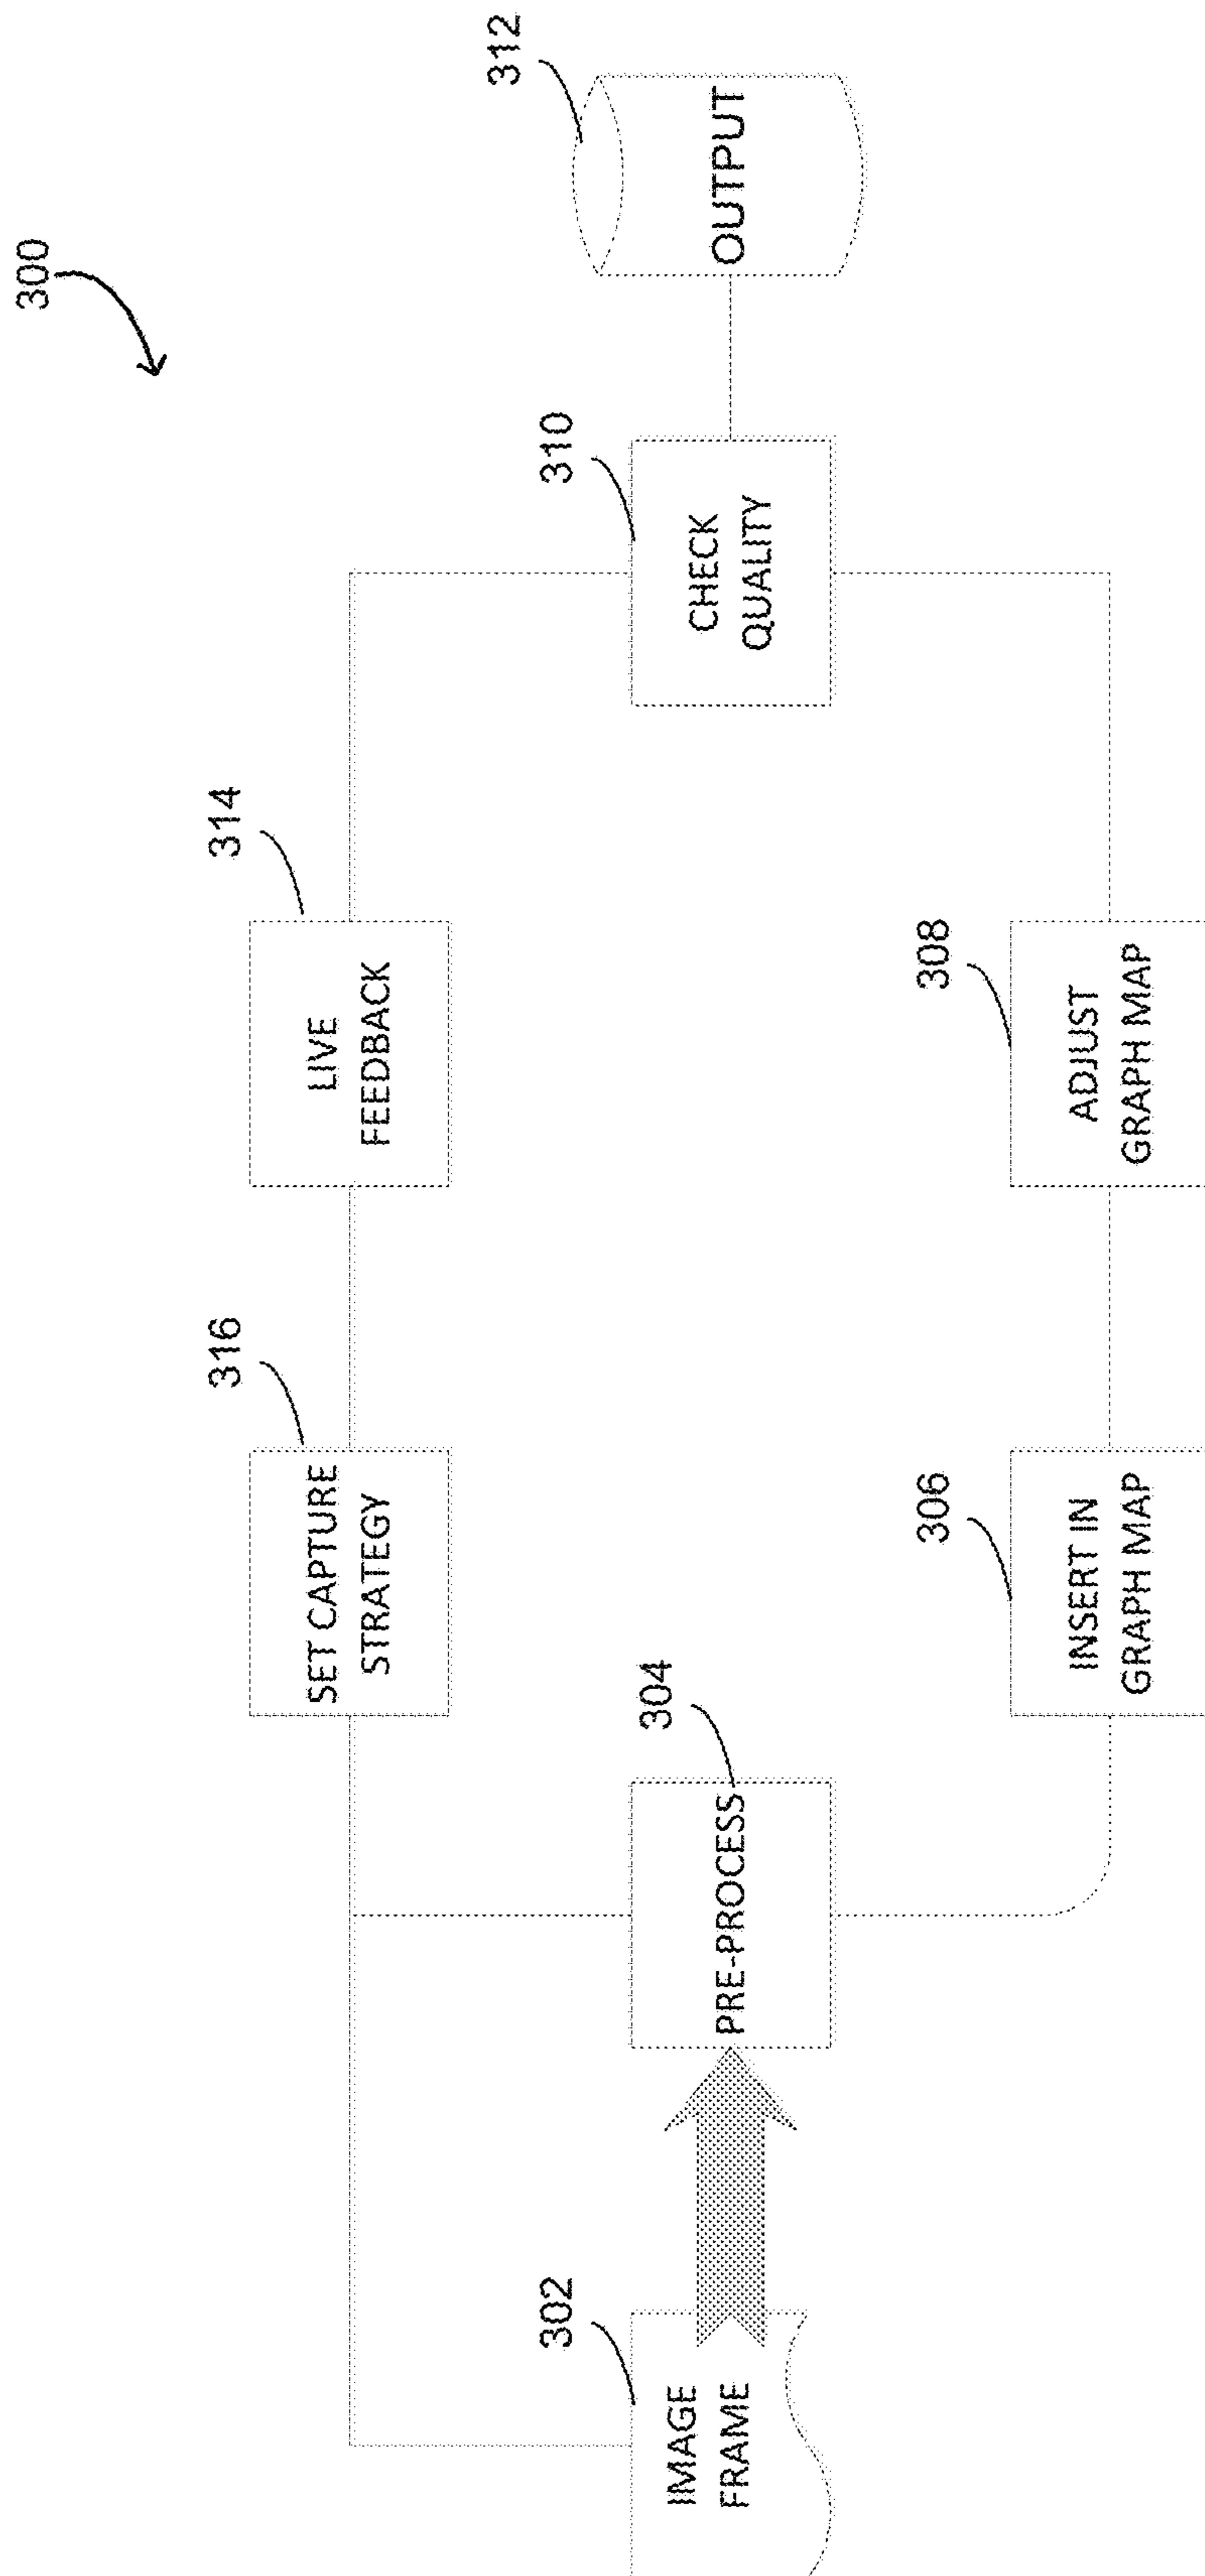 300
316
SET CAPTURE
STRATEGY
314
LIVE
FEEDBACK
302
IMAGE
FRAME
304
PRE-PROCESS
310
CHECK
QUALITY
312
OUTPUT
306
INSERT IN
GRAPH MAP
308
ADJUST
GRAPH MAP